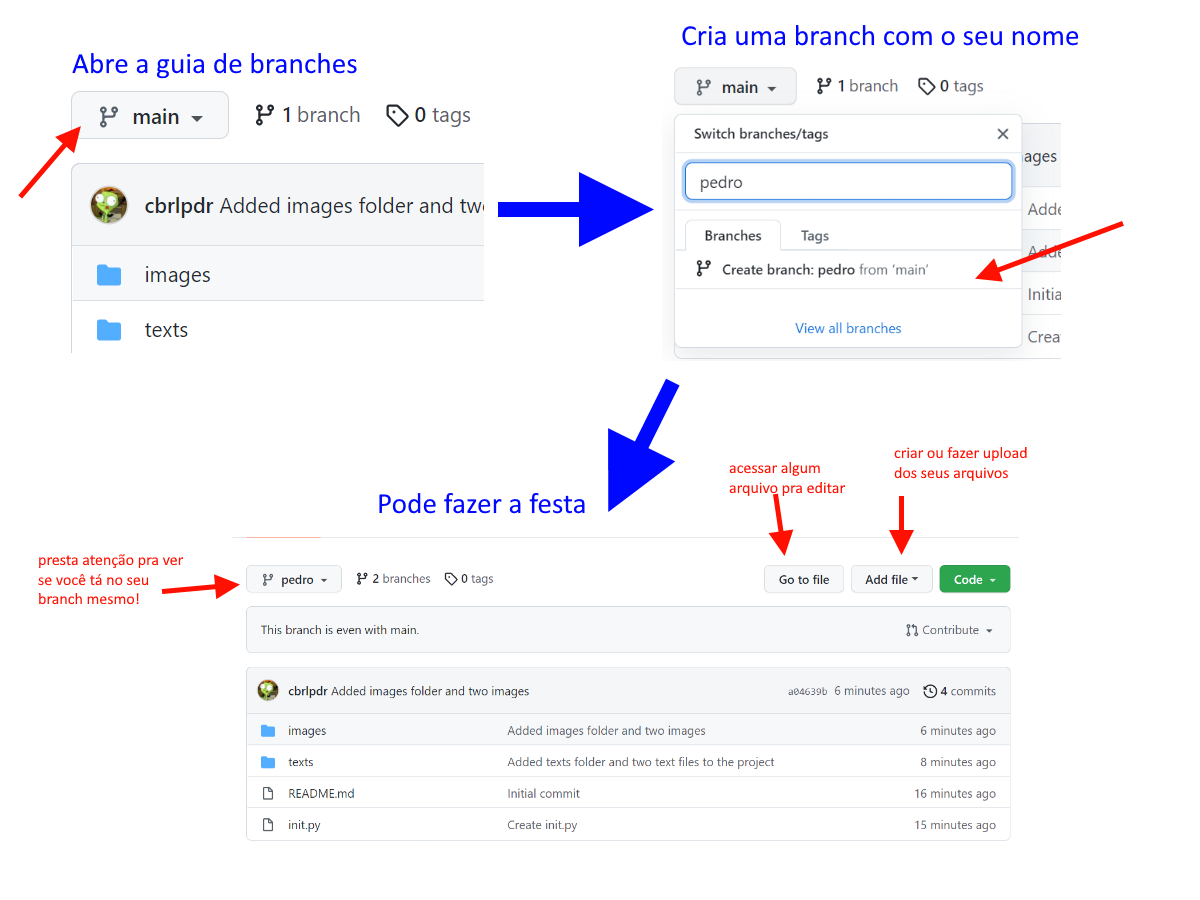 Abre a guia de branches
main
1 branch
0 tags
cbrlpdr Added images folder and two
images
texts
Cria uma branch com o seu nome
main
1 branch
0 tags
Switch branches/tags
ages
pedro
Adde
Branches
Tags
Adde
Create branch: pedro from ‘main’
Initia
View all branches
Crea
Pode fazer a festa
acessar algum
arquivo pra editar
criar ou fazer upload
dos seus arquivos
presta atenção pra ver
se você tá no seu
branch mesmo!
pedro
2 branches
0 tags
Go to file
Add file
Code
This branch is even with main.
Contribute
cbrlpdr Added images folder and two images
a04639b 6 minutes ago
4 commits
images Added images folder and two images 6 minutes ago
texts Added texts folder and two text files to the project 8 minutes ago
README.md Initial commit 16 minutes ago
init.py Create init.py 15 minutes ago